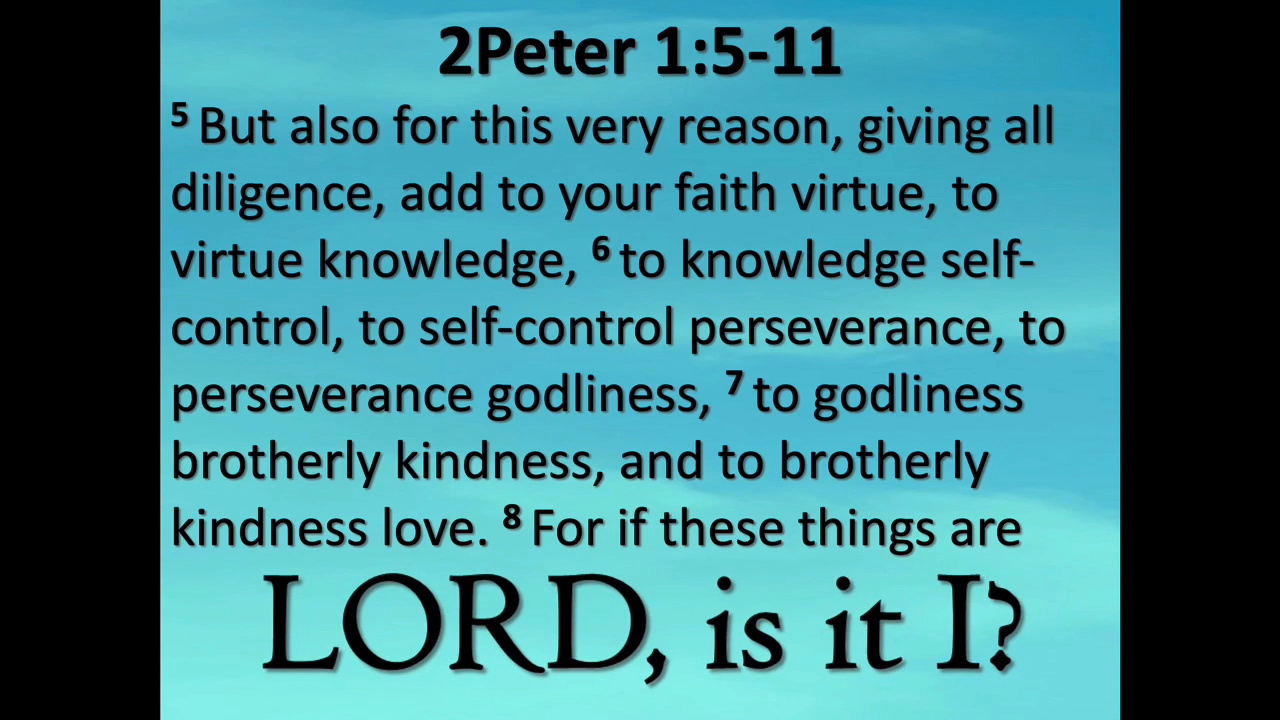 2Peter 1:5-11
5 But also for this very reason, giving all
diligence, add to your faith virtue, to
virtue knowledge, 6 to knowledge self-
control, to self-control perseverance, to
perseverance godliness, 7 to godliness
brotherly kindness, and to brotherly
kindness love. 8 For if these things are
LORD, is it I?